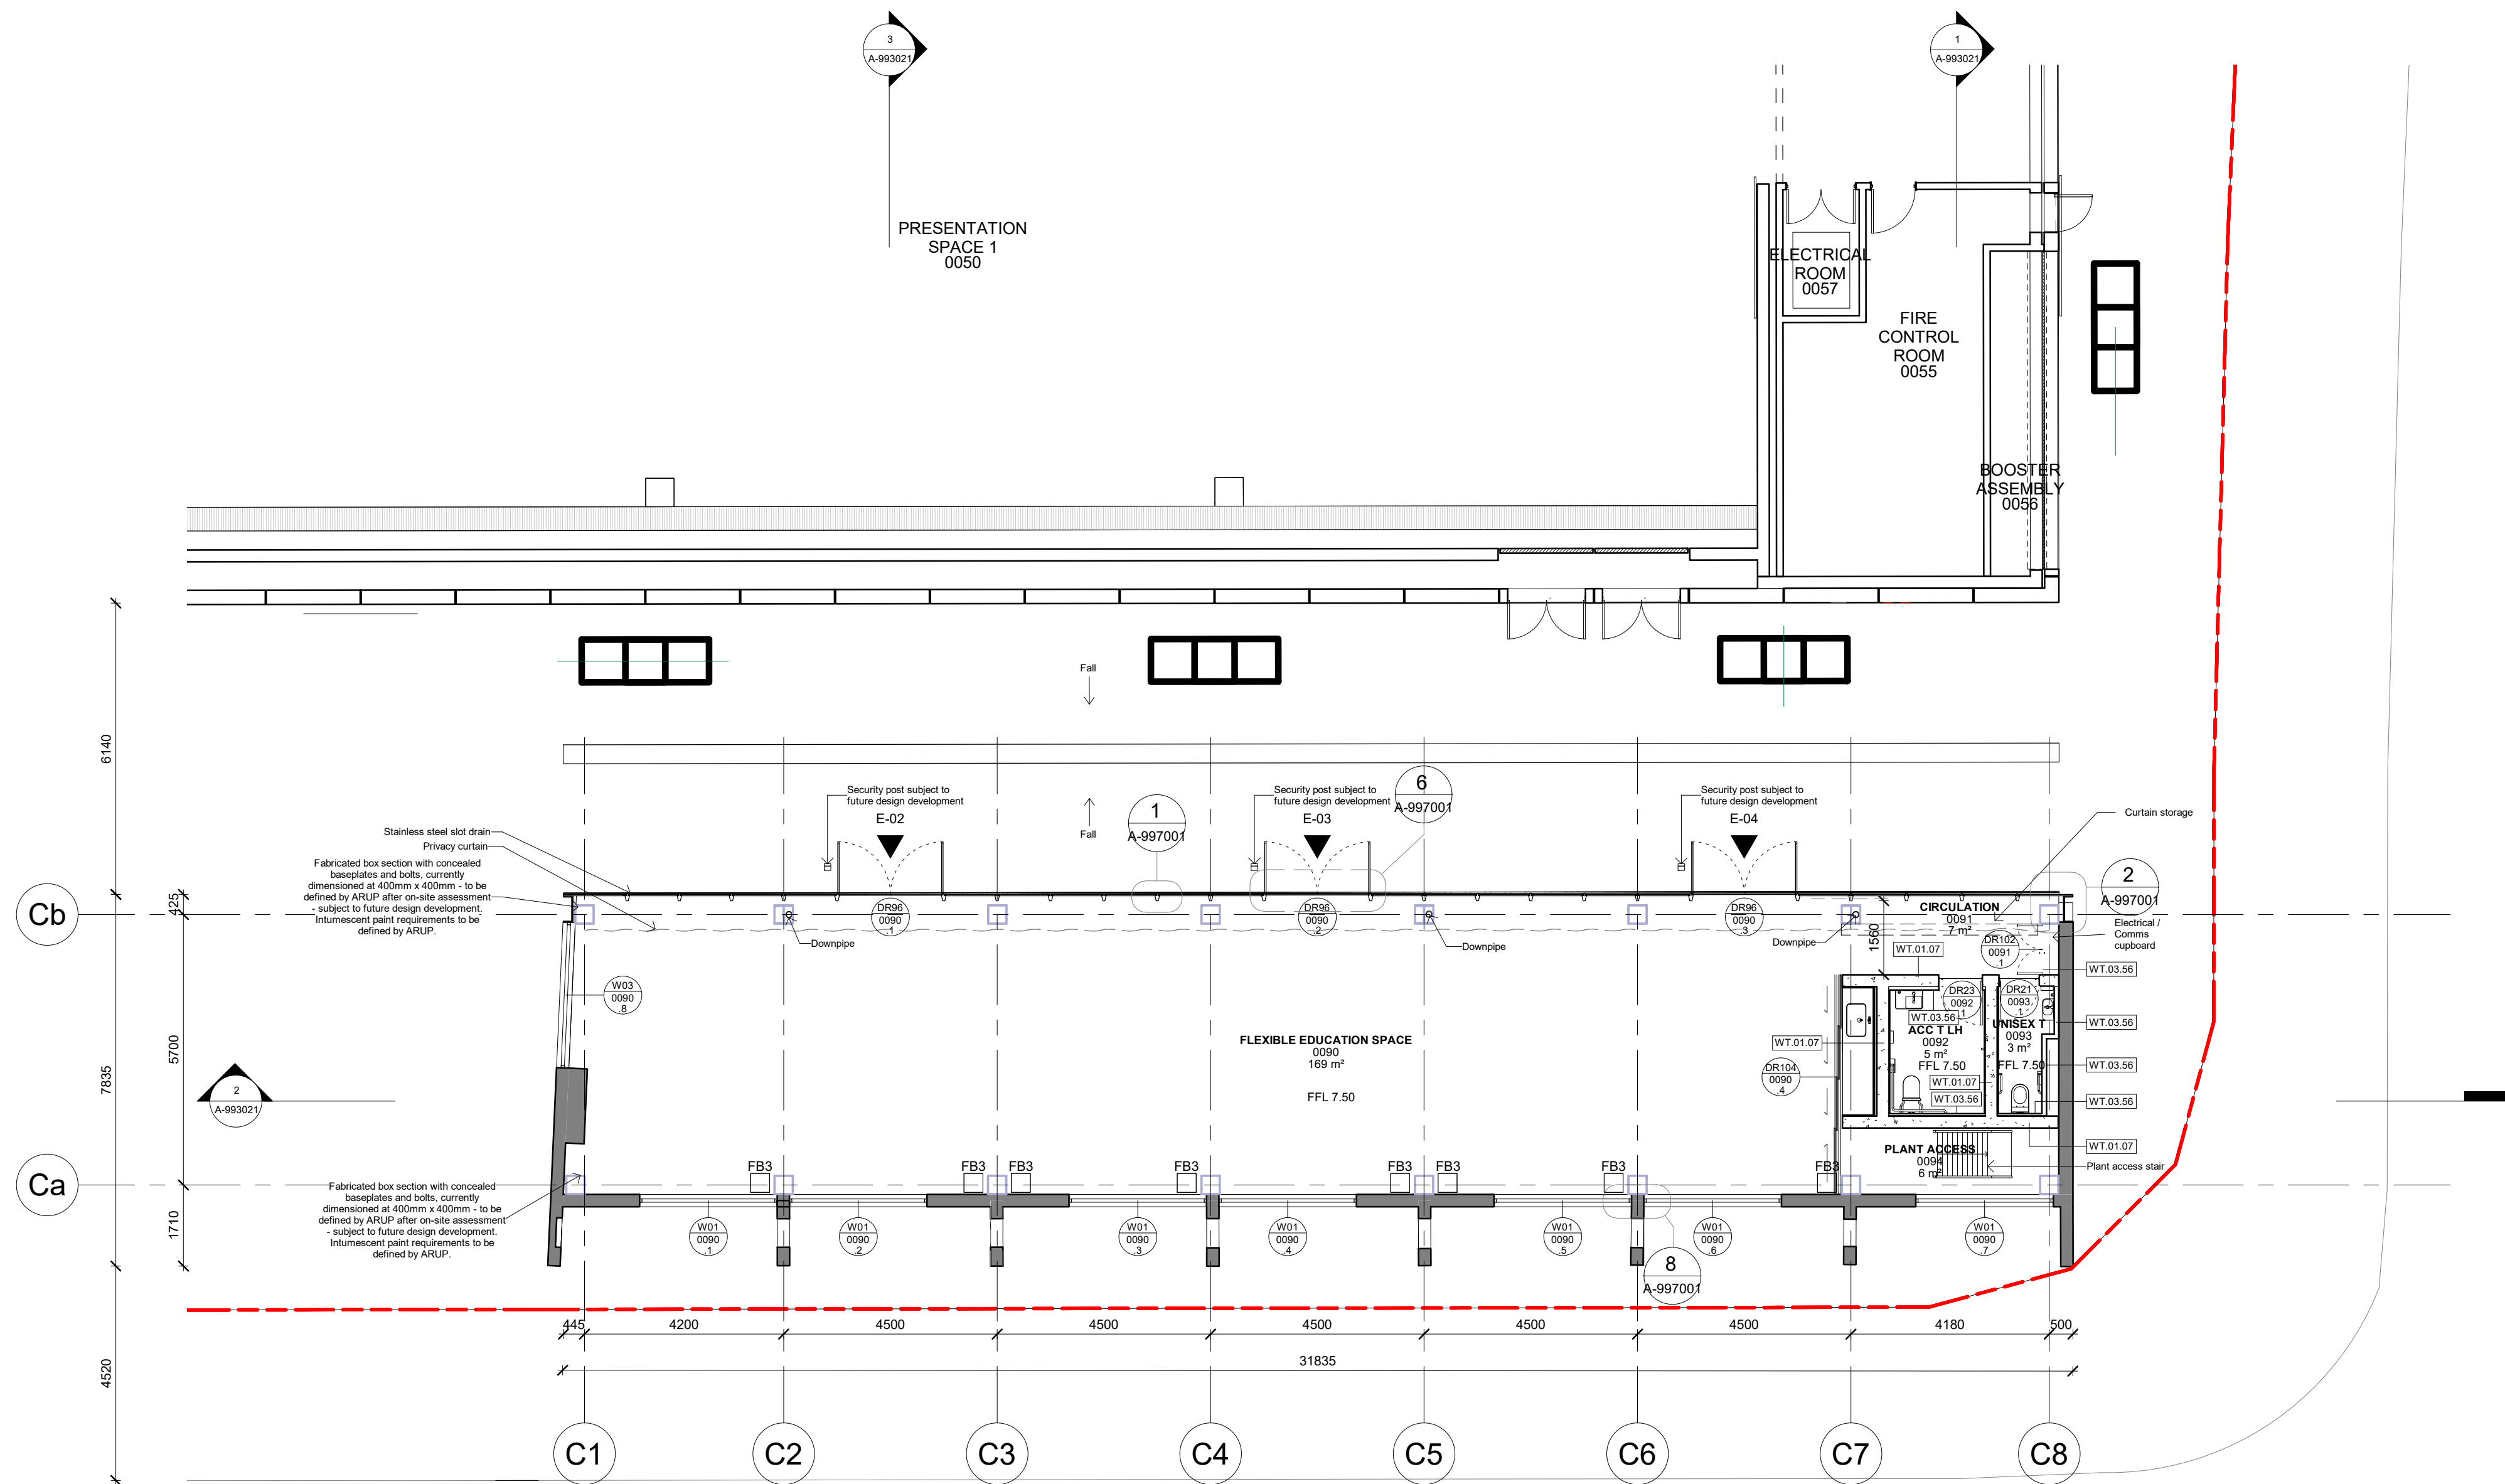 3
A-993021
1
A-993021
PRESENTATION
SPACE 1
0050
ELECTRICAL
ROOM
0057
FIRE
CONTROL
ROOM
0055
BOOSTER
ASSEMBLY
0056
6140
Fall
Fall
Security post subject to
future design development
E-02
Security post subject to
future design development
E-03
Security post subject to
future design development
E-04
1
A-997001
6
A-997001
2
A-997001
Curtain storage
Stainless steel slot drain
Privacy curtain
Fabricated box section with concealed
baseplates and bolts, currently
dimensioned at 400mm x 400mm - to be
defined by ARUP after on-site assessment
- subject to future design development.
Intumescent paint requirements to be
defined by ARUP.
Cb
425
DR96
0090
.1
DR96
0090
.2
DR96
0090
.3
Downpipe
Downpipe
Downpipe
CIRCULATION
0091
7 m²
1560
WT.01.07
DR102
0091
.1
Electrical /
Comms
cupboard
WT.03.56
W03
0090
.8
DR23
0092
.1
DR21
0093
.1
WT.03.56
WT.03.56
ACC T LH
0092
5 m²
FFL 7.50
UNISEX T
0093
3 m²
FFL 7.50
WT.01.07
WT.03.56
FLEXIBLE EDUCATION SPACE
0090
169 m²
FFL 7.50
DR104
0090
.4
WT.01.07
WT.03.56
WT.03.56
5700
7835
2
A-993021
WT.01.07
PLANT ACCESS
0094
6 m²
Plant access stair
Ca
FB3
FB3
FB3
FB3
FB3
FB3
FB3
FB3
Fabricated box section with concealed
baseplates and bolts, currently
dimensioned at 400mm x 400mm - to be
defined by ARUP after on-site assessment
- subject to future design development.
Intumescent paint requirements to be
defined by ARUP.
1710
W01
0090
.1
W01
0090
.2
W01
0090
.3
W01
0090
.4
W01
0090
.5
W01
0090
.6
W01
0090
.7
8
A-997001
445
4200
4500
4500
4500
4500
4500
4180
500
31835
4520
C1
C2
C3
C4
C5
C6
C7
C8